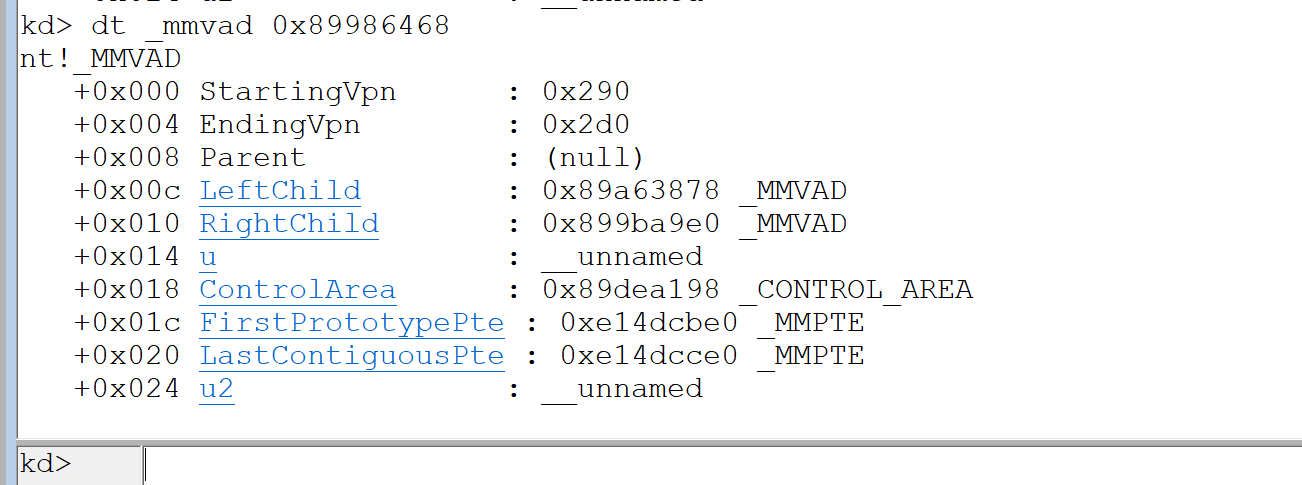 kd> dt _mmvad 0x89986468
nt!_MMVAD
+0x000 StartingVpn : 0x290
+0x004 EndingVpn : 0x2d0
+0x008 Parent : (null)
+0x00c LeftChild : 0x89a63878 _MMVAD
+0x010 RightChild : 0x899ba9e0 _MMVAD
+0x014 u : __unnamed
+0x018 ControlArea : 0x89dea198 _CONTROL_AREA
+0x01c FirstPrototypePte : 0xe14dcbe0 _MMPTE
+0x020 LastContiguousPte : 0xe14dcce0 _MMPTE
+0x024 u2 : __unnamed
kd>